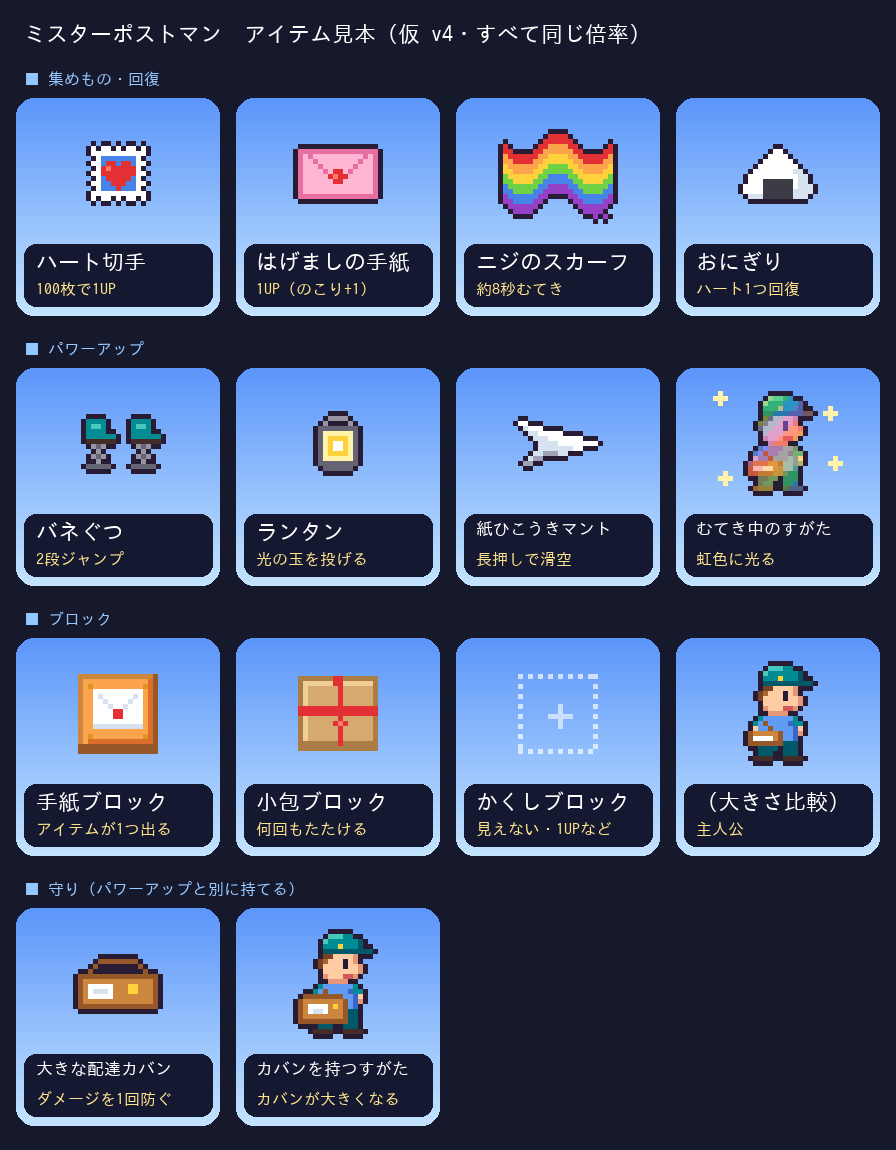 ミスターポストマン　アイテム見本（仮 v4・すべて同じ倍率）
■ 集めもの・回復
ハート切手
100枚で1UP
はげましの手紙
1UP（のこり+1）
ニジのスカーフ
約8秒むてき
おにぎり
ハート1つ回復
■ パワーアップ
バネぐつ
2段ジャンプ
ランタン
光の玉を投げる
紙ひこうきマント
長押しで滑空
むてき中のすがた
虹色に光る
■ ブロック
手紙ブロック
アイテムが1つ出る
小包ブロック
何回もたたける
かくしブロック
見えない・1UPなど
（大きさ比較）
主人公
■ 守り（パワーアップと別に持てる）
大きな配達カバン
ダメージを1回防ぐ
カバンを持つすがた
カバンが大きくなる